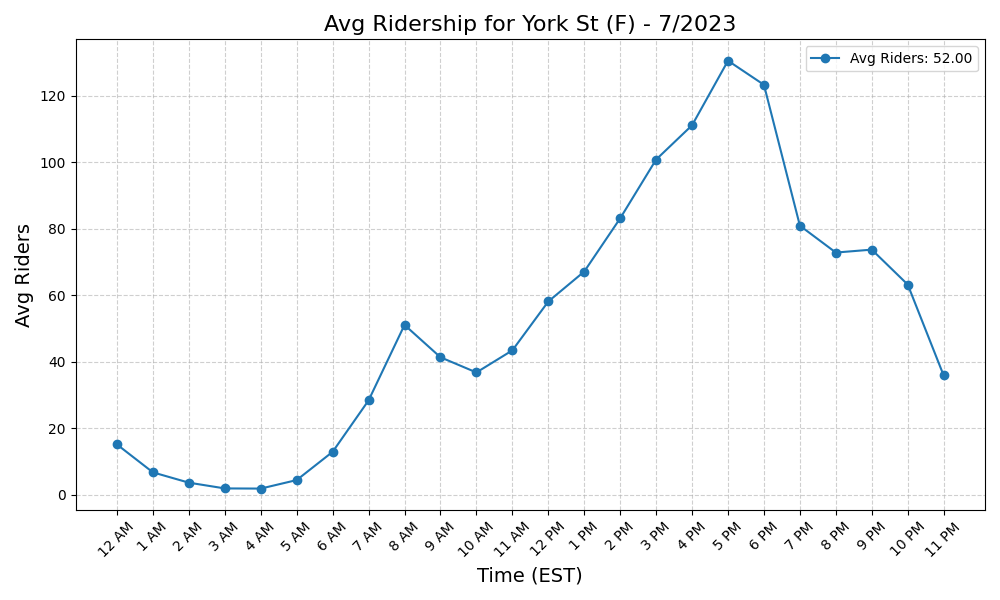 Avg Ridership for York St (F) - 7/2023
Avg Riders: 52.00
Avg Riders
120
100
80
60
40
20
0
12 AM
1 AM
2 AM
3 AM
4 AM
5 AM
6 AM
7 AM
8 AM
9 AM
10 AM
11 AM
12 PM
1 PM
2 PM
3 PM
4 PM
5 PM
6 PM
7 PM
8 PM
9 PM
10 PM
11 PM
Time (EST)